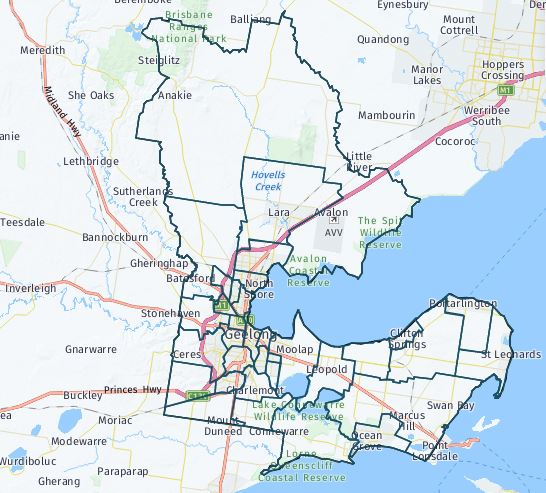 Beremboke
Brisbane
Ranges
National Park
Balliang
Eynesbury
Mount
Cottrell
Quandong
Meredith
Steiglitz
Manor
Lakes
Hoppers
Crossing
M1
She Oaks
Anakie
Midland Hwy
Mambourin
Werribee
South
Cocoroc
Lethbridge
Little
River
Hovells
Creek
Sutherlands
Creek
Lara
Avalon
AVV
The Spit
Wildlife
Reserve
Teesdale
Bannockburn
Gheringhap
Batesford
Avalon
Coastal
Reserve
North
Shore
Inverleigh
Portarlington
Stonehaven
Geelong
Clifton
Springs
Gnarwarre
Ceres
Moolap
St Leonards
Leopold
Princes Hwy
Buckley
Charlemont
Swan Bay
Moriac
Mount
Duneed
Connewarre
Lake Connewarre
Wildlife Reserve
Marcus
Hill
Modewarre
Ocean
Grove
Point
Lonsdale
Wurdiboluc
Paraparap
Gherang
Lorne
Queenscliff
Coastal Reserve